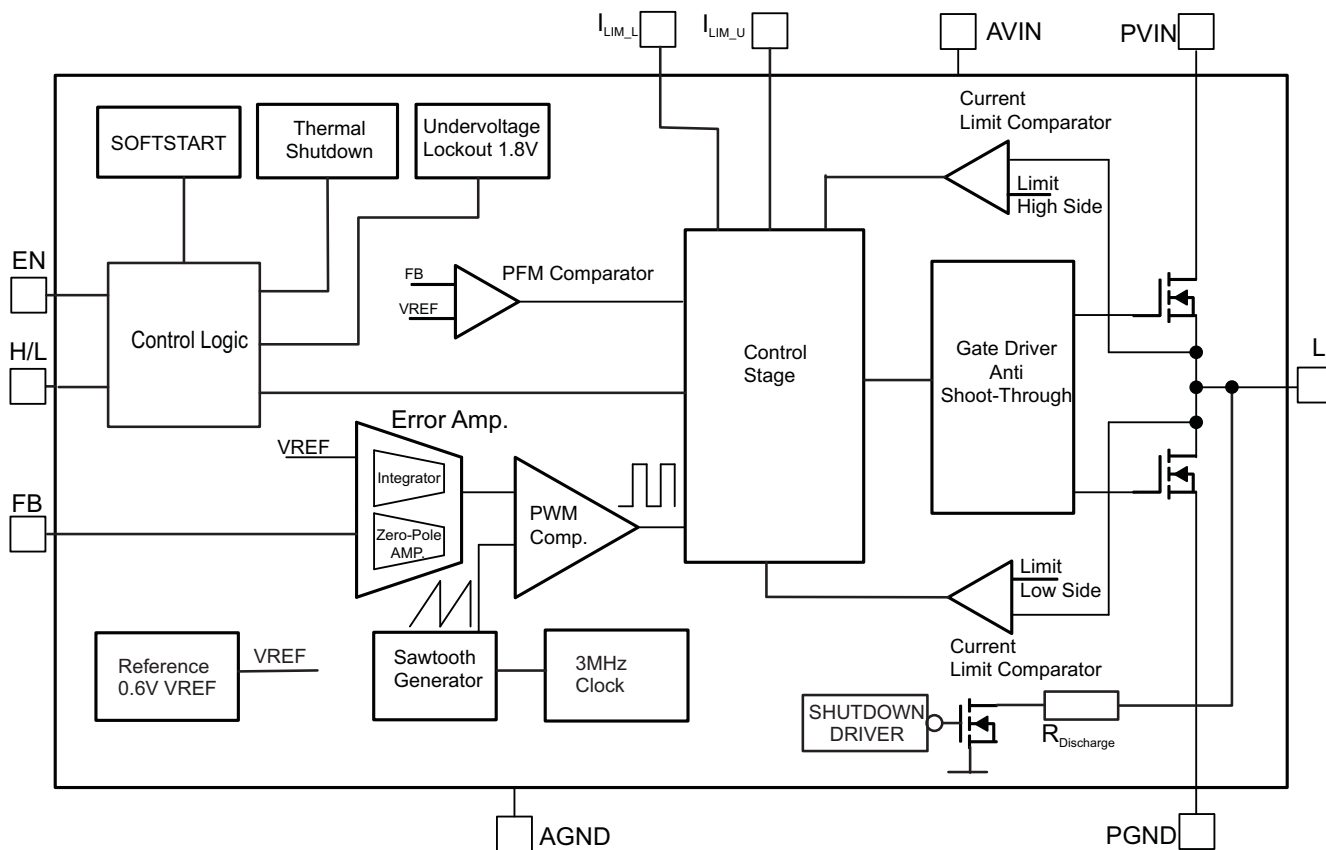 I LIM_L
I LIM_U
AVIN
PVIN
SOFTSTART
Thermal
Shutdown
Undervoltage
Lockout 1.8V
Current
Limit Comparator
Limit
High Side
EN
H/L
FB
Control Logic
FB
VREF
PFM Comparator
Control
Stage
Gate Driver
Anti
Shoot-Through
L
Error Amp.
VREF
Integrator
Zero-Pole
AMP.
PWM
Comp.
Limit
Low Side
Current
Limit Comparator
Reference
0.6V VREF
VREF
Sawtooth
Generator
3MHz
Clock
SHUTDOWN
DRIVER
R Discharge
AGND
PGND